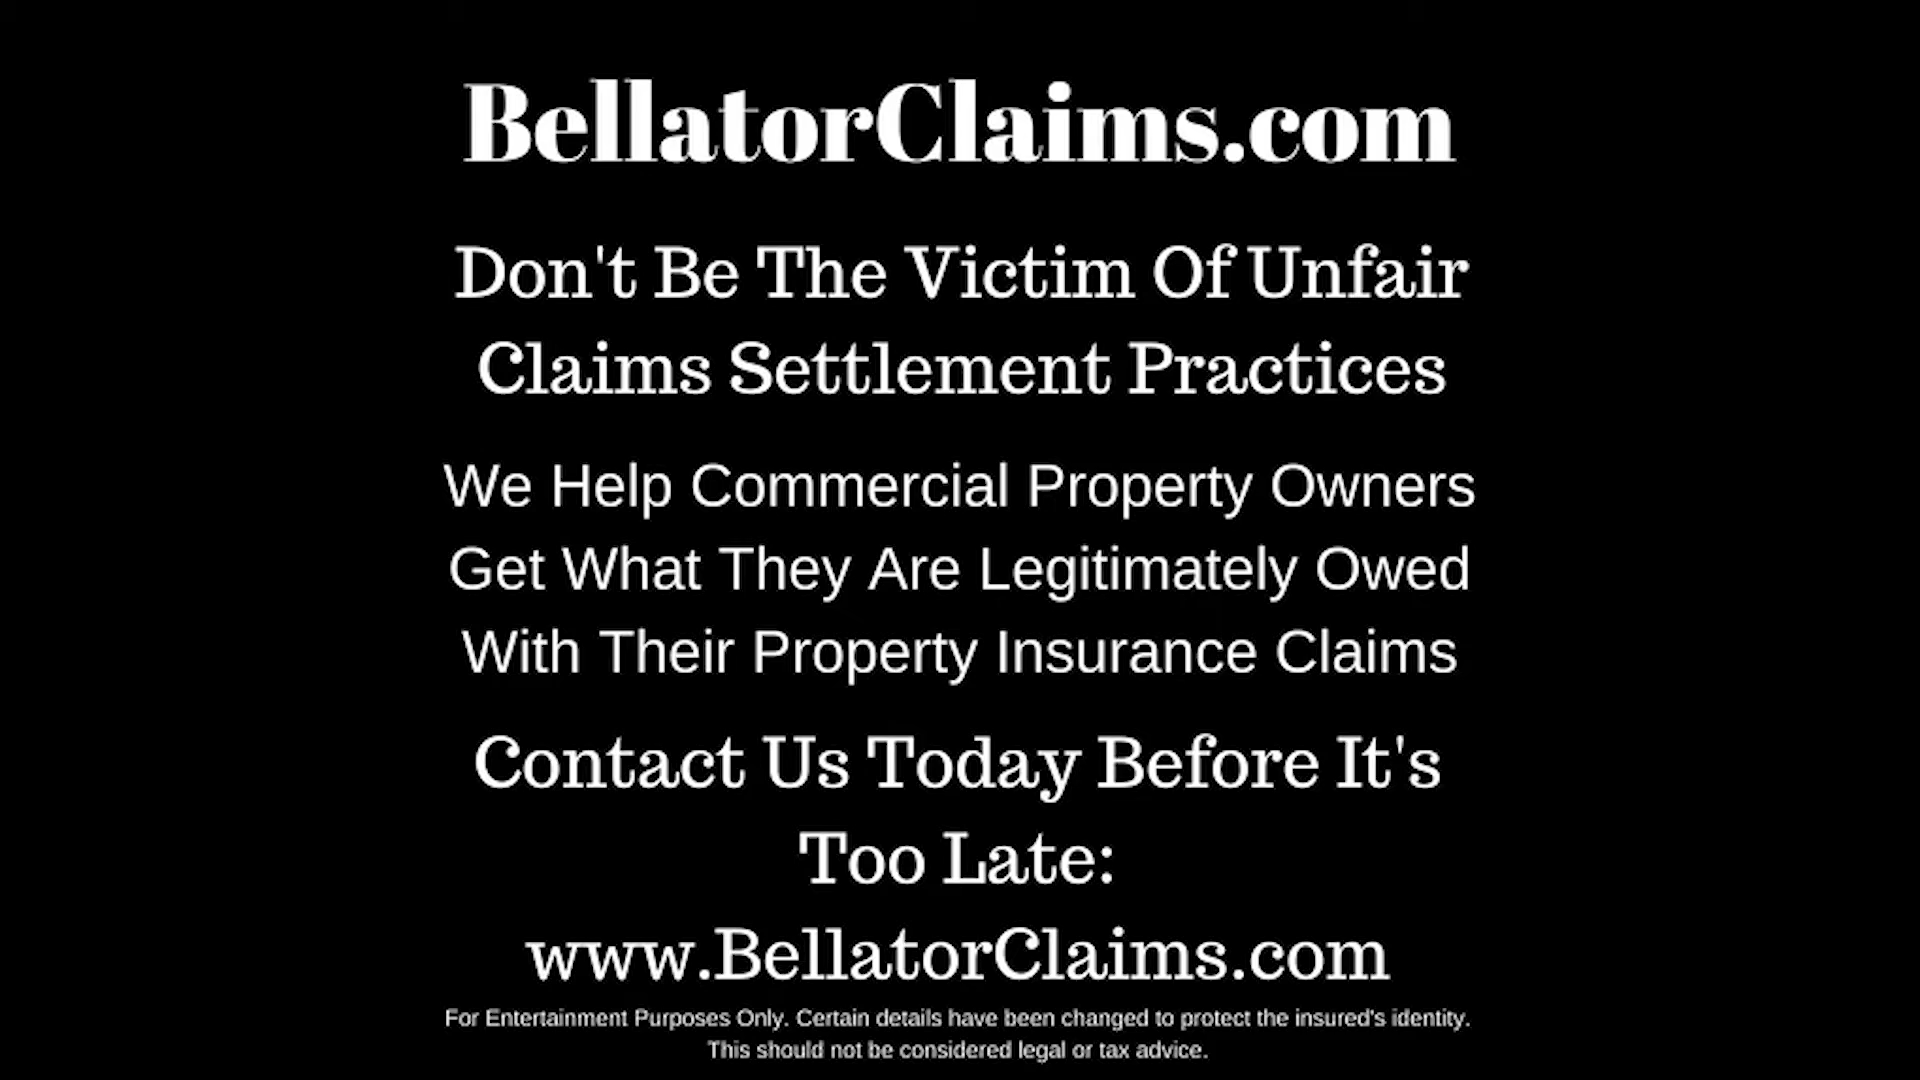 BellatorClaims.com
Don't Be The Victim Of Unfair
Claims Settlement Practices
We Help Commercial Property Owners
Get What They Are Legitimately Owed
With Their Property Insurance Claims
Contact Us Today Before It's
Too Late:
www.BellatorClaims.com
For Entertainment Purposes Only. Certain details have been changed to protect the insured's identity.
This should not be considered legal or tax advice.